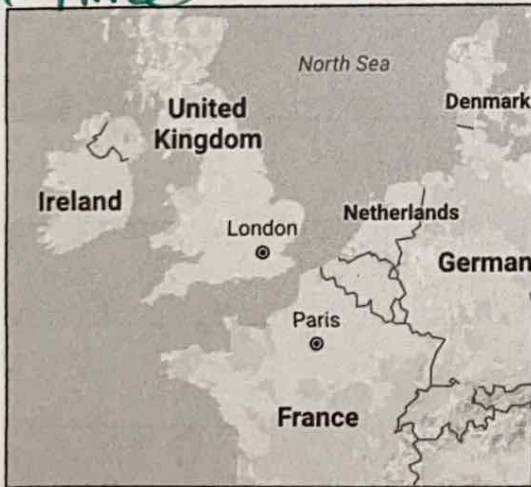 North Sea
Denmark
United
Kingdom
Ireland
Netherlands
London
German
Paris
France